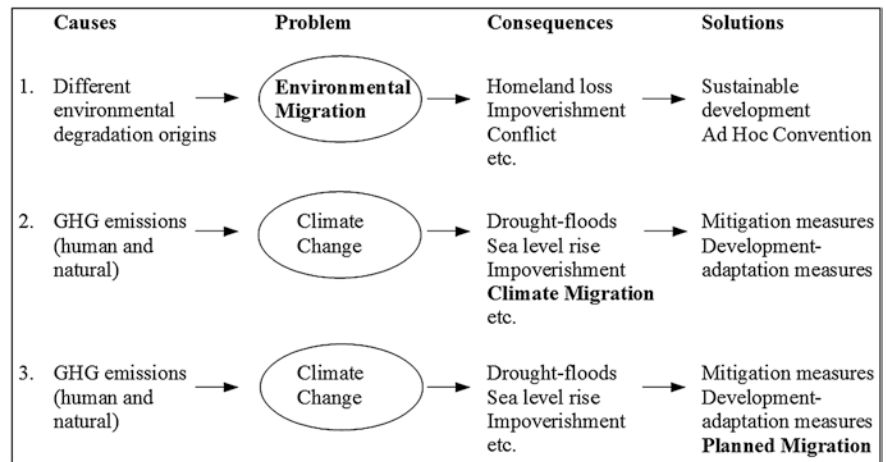 Causes Problem Consequences Solutions
1. Different environmental degradation origins
Environmental
Migration
Homeland loss
Impoverishment
Conflict
etc.
Sustainable
development
Ad Hoc Convention
2. GHG emissions
(human and
natural)
Climate
Change
Drought-floods
Sea level rise
Impoverishment
Climate Migration
etc.
Mitigation measures
Development-
adaptation measures
3. GHG emissions
(human and
natural)
Climate
Change
Drought-floods
Sea level rise
Impoverishment
etc.
Mitigation measures
Development-
adaptation measures
Planned Migration